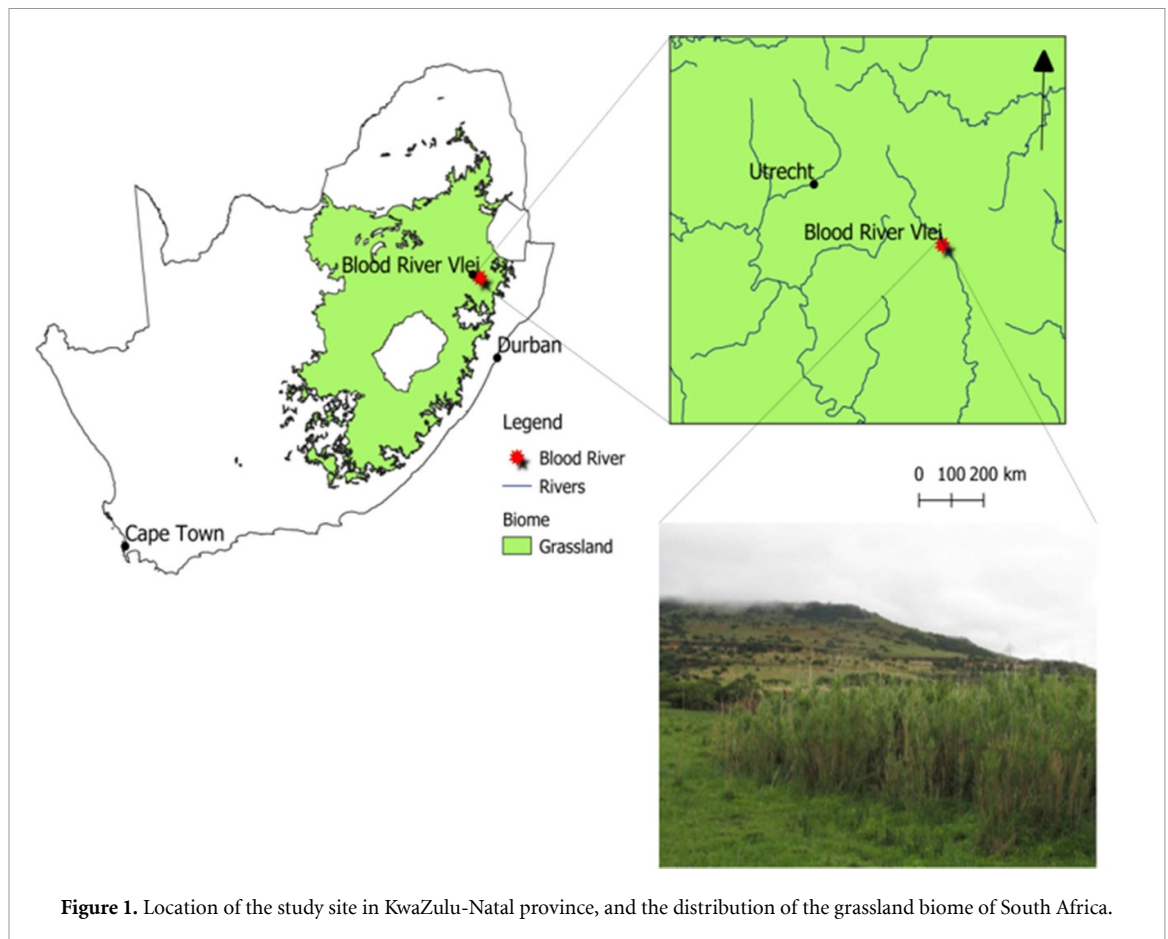 Utrecht
Blood River Vlei
Blood River Vlei
Durban
Legend
Blood River
Rivers
Biome
Grassland
0 100 200 km
Cape Town
Figure 1. Location of the study site in KwaZulu-Natal province, and the distribution of the grassland biome of South Africa.